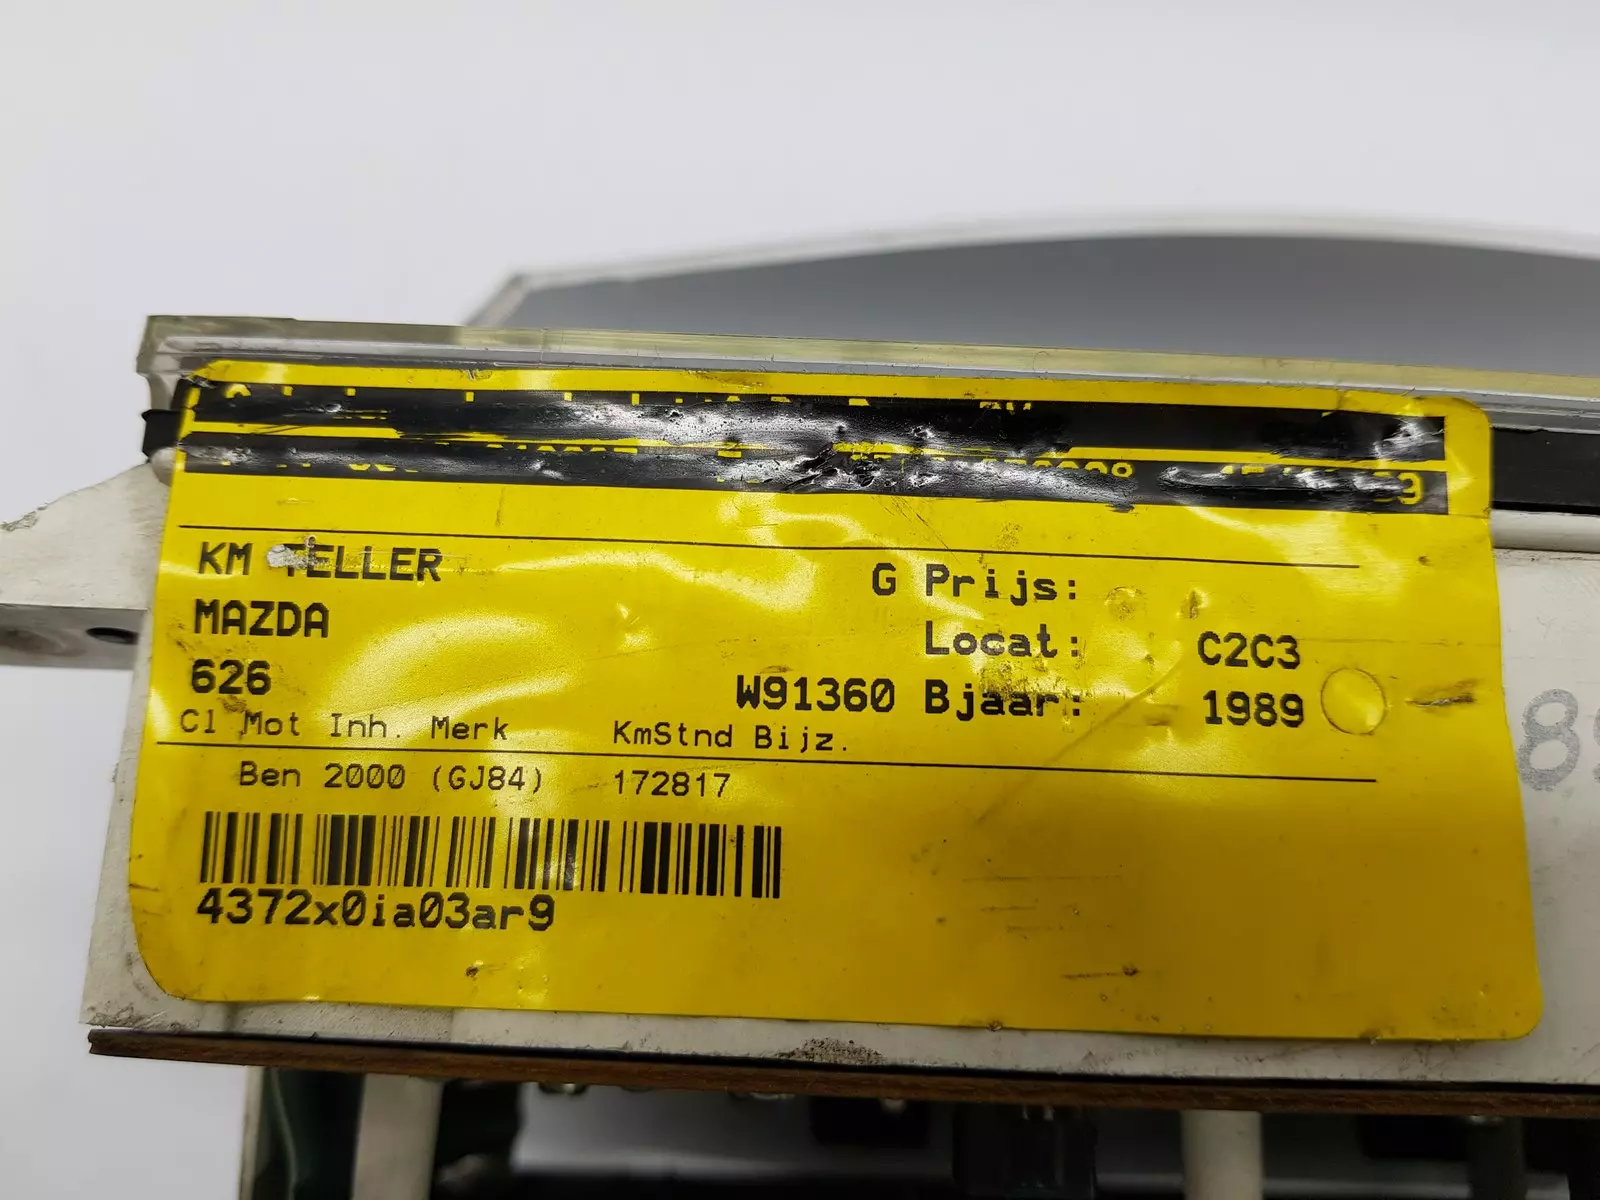 KM TELLER
G Prijs:
MAZDA
Locat: C2C3
626
W91360 Bjaar: 1989
Cl Mot Inh. Merk KmStnd Bijz.
Ben 2000 (GJ84) 172817
4372x0ia03ar9